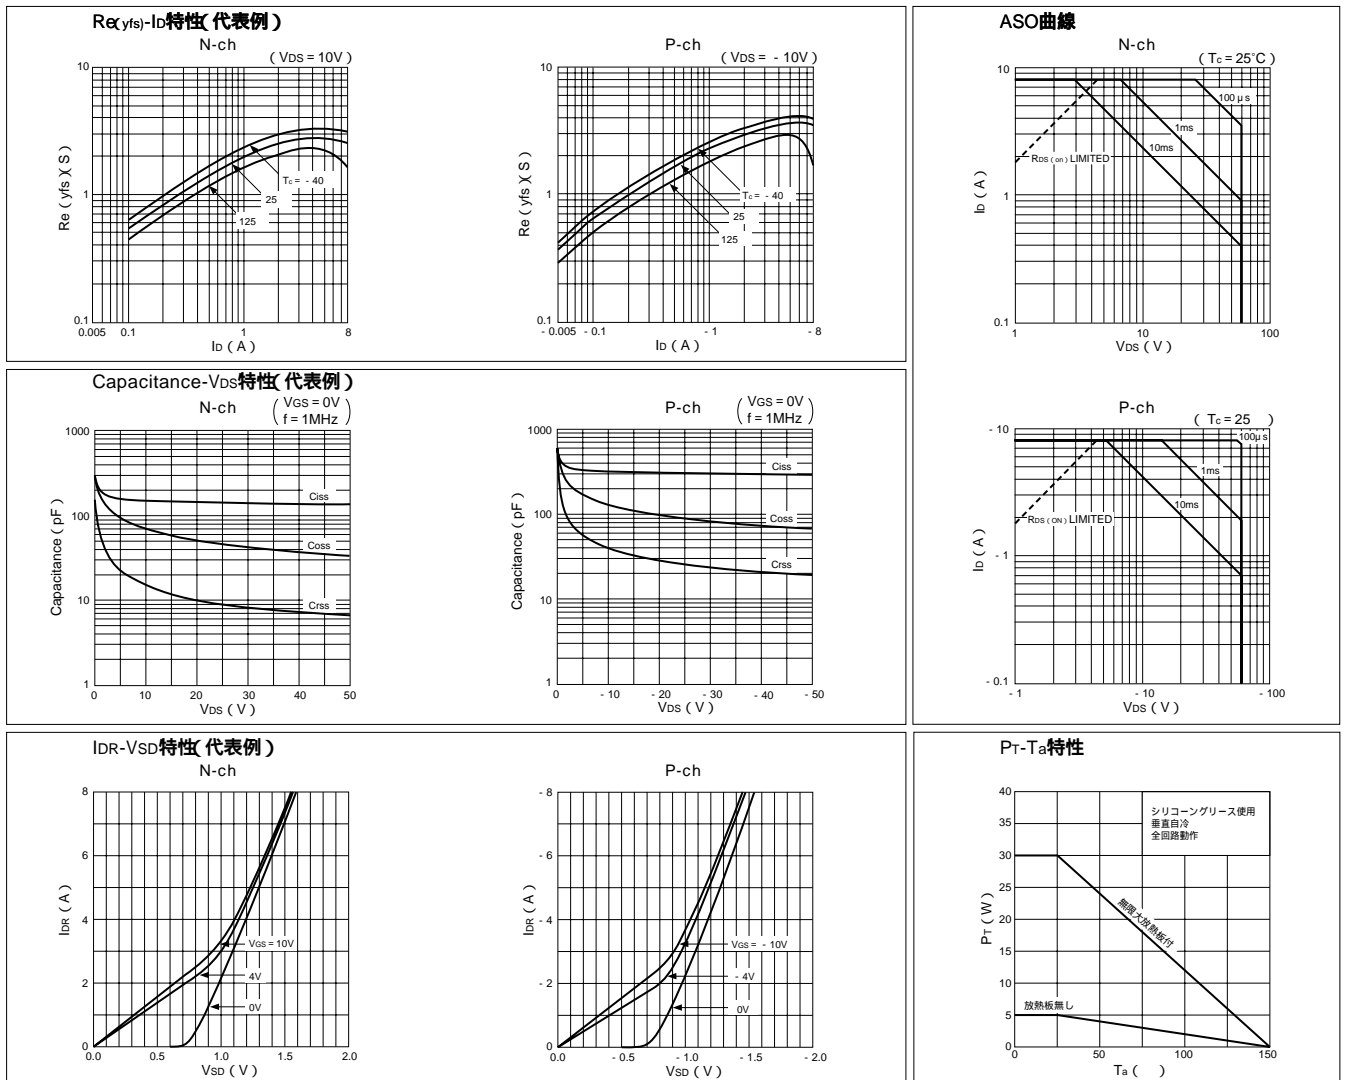 Re(yfs)-ID特性(代表例)
N-ch
(VDS = 10V)
10
1
0.1
0.005 0.1 1 8
Re (yfs) (S)
ID (A)
Tc = - 40
25
125
P-ch
(VDS = - 10V)
10
1
0.1
- 0.005 - 0.1 - 1 - 8
Re (yfs) (S)
ID (A)
Tc = - 40
25
125
Capacitance-VDS特性(代表例)
N-ch
VGS = 0V
f = 1MHz
1000
100
10
1
0 10 20 30 40 50
Capacitance (pF)
VDS (V)
Ciss
Coss
Crss
P-ch
VGS = 0V
f = 1MHz
1000
100
10
1
0 - 10 - 20 - 30 - 40 - 50
Capacitance (pF)
VDS (V)
Ciss
Coss
Crss
IDR-VSD特性(代表例)
N-ch
8
6
4
2
0
0.0 0.5 1.0 1.5 2.0
IDR (A)
VSD (V)
VGS = 10V
4V
0V
P-ch
- 8
- 6
- 4
- 2
0
0.0 - 0.5 - 1.0 - 1.5 - 2.0
IDR (A)
VSD (V)
VGS = - 10V
- 4V
0V
ASO曲線
N-ch
(Tc = 25°C)
10
1
0.1
1 10 100
ID (A)
VDS (V)
100μs
1ms
10ms
RDS (on) LIMITED
P-ch
(Tc = 25 )
- 10
- 1
- 0.1
- 1 - 10 - 100
ID (A)
VDS (V)
100μs
1ms
10ms
RDS (ON) LIMITED
PT-Ta特性
40
35
30
25
20
15
10
5
0
0 50 100 150
PT (W)
Ta ( )
シリコーングリース使用
垂直自冷
全回路動作
無限大放熱板付
放熱板無し